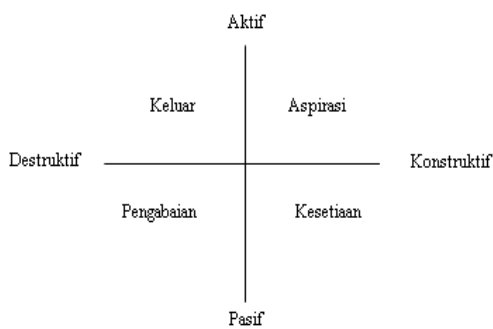 Aktif
Keluar Aspirasi
Destruktif Konstruktif
Pengabaian Kesetiaan
Pasif